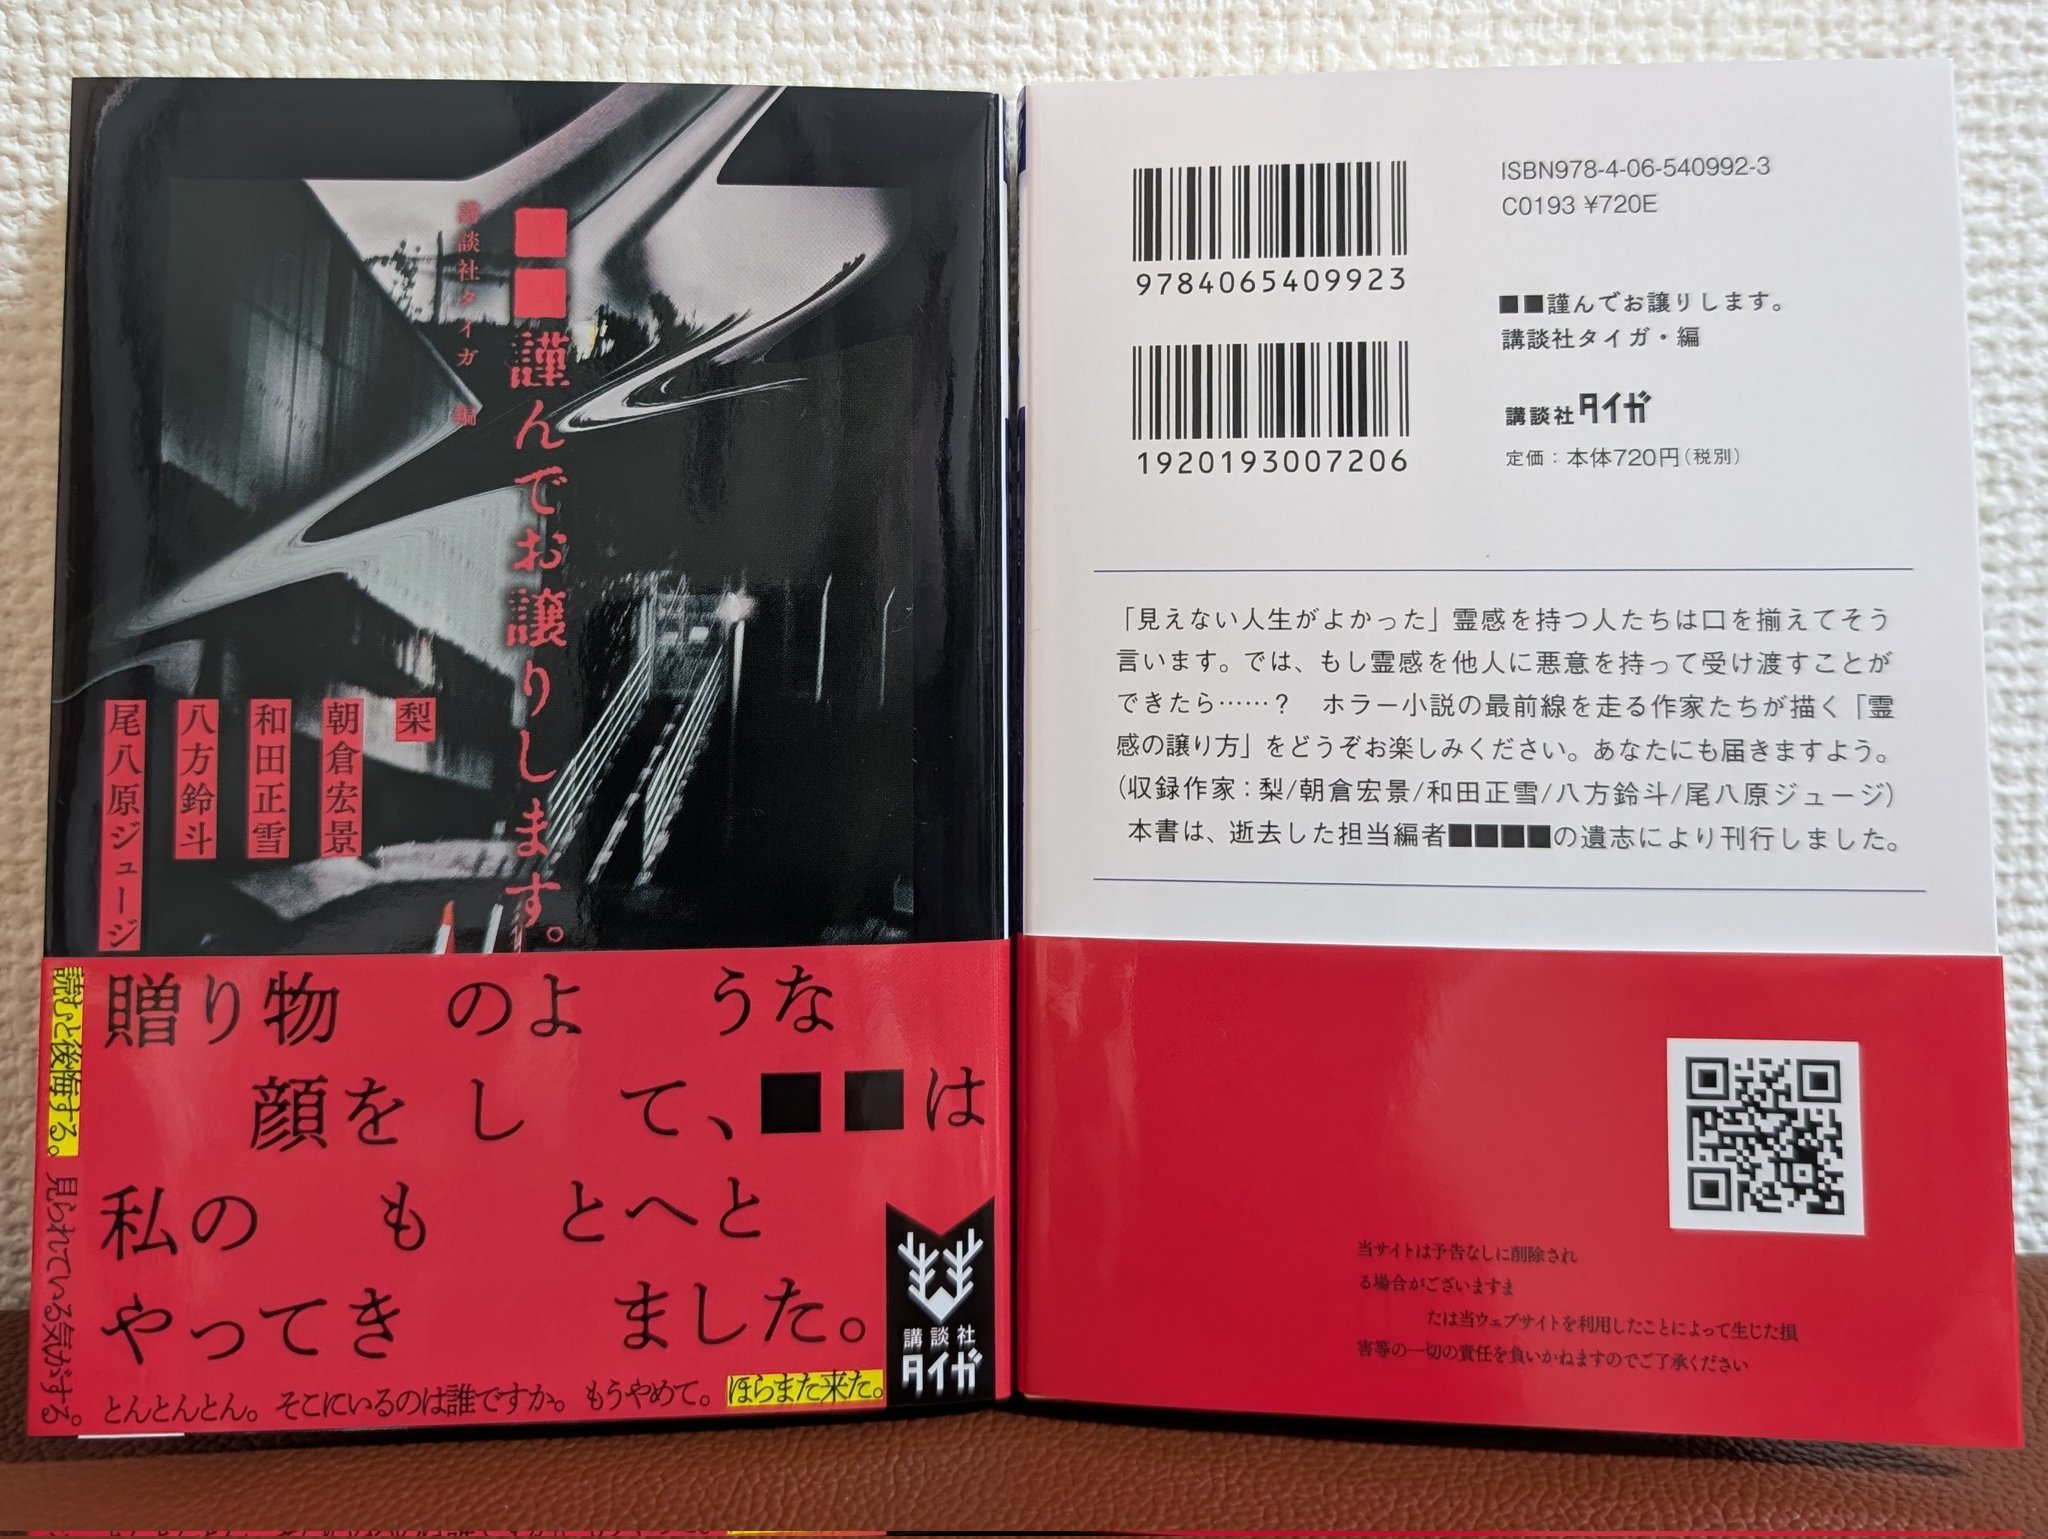 ■■謹んでお譲りします。
講談社タイガ 編
梨
朝倉宏景
和田正雪
八方鈴斗
尾八原ジュージ
贈り物 のよ うな
顔を し て、■■は
私の も とへと
やってき ました。
とんとんとん。そこにいるのは誰ですか。もうやめて。ほらまた来た。
読むと後悔する。見られている気がする。
講談社
タイガ
9784065409923
1920193007206
ISBN978-4-06-540992-3
C0193 ¥720E
■■謹んでお譲りします。
講談社タイガ・編
講談社タイガ
定価：本体720円（税別）
「見えない人生がよかった」霊感を持つ人たちは口を揃えてそう
言います。では、もし霊感を他人に悪意を持って受け渡すことが
できたら……？　ホラー小説の最前線を走る作家たちが描く「霊
感の譲り方」をどうぞお楽しみください。あなたにも届きますよう。
（収録作家：梨/朝倉宏景/和田正雪/八方鈴斗/尾八原ジュージ）
本書は、逝去した担当編者■■■■の遺志により刊行しました。
当サイトは予告なしに削除され
る場合がございますま
たは当ウェブサイトを利用したことによって生じた損
害等の一切の責任を負いかねますのでご了承ください